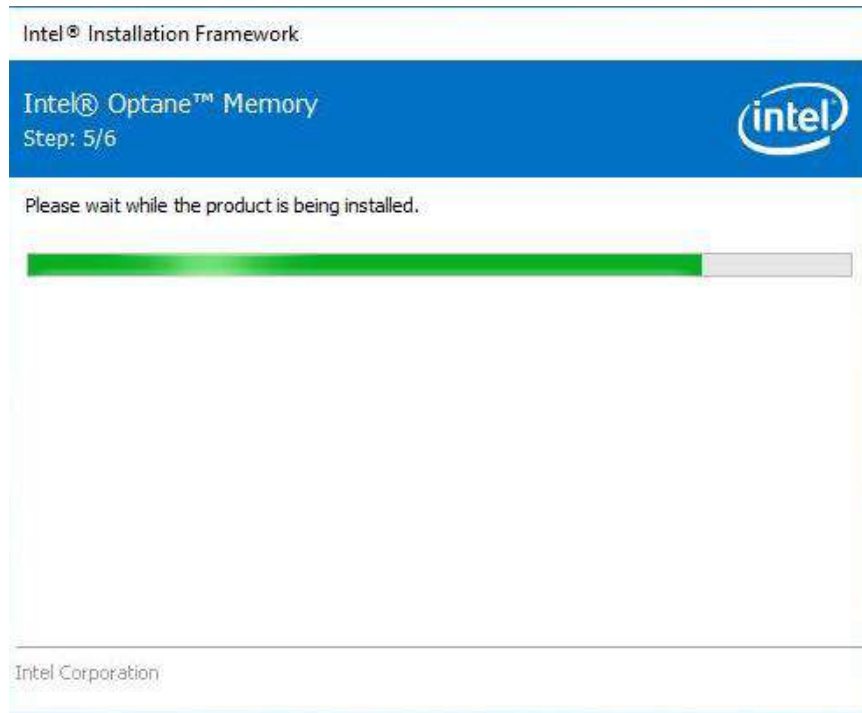 Intel® Installation Framework
Intel® Optane™ Memory
Step: 5/6
intel
Please wait while the product is being installed.
Intel Corporation